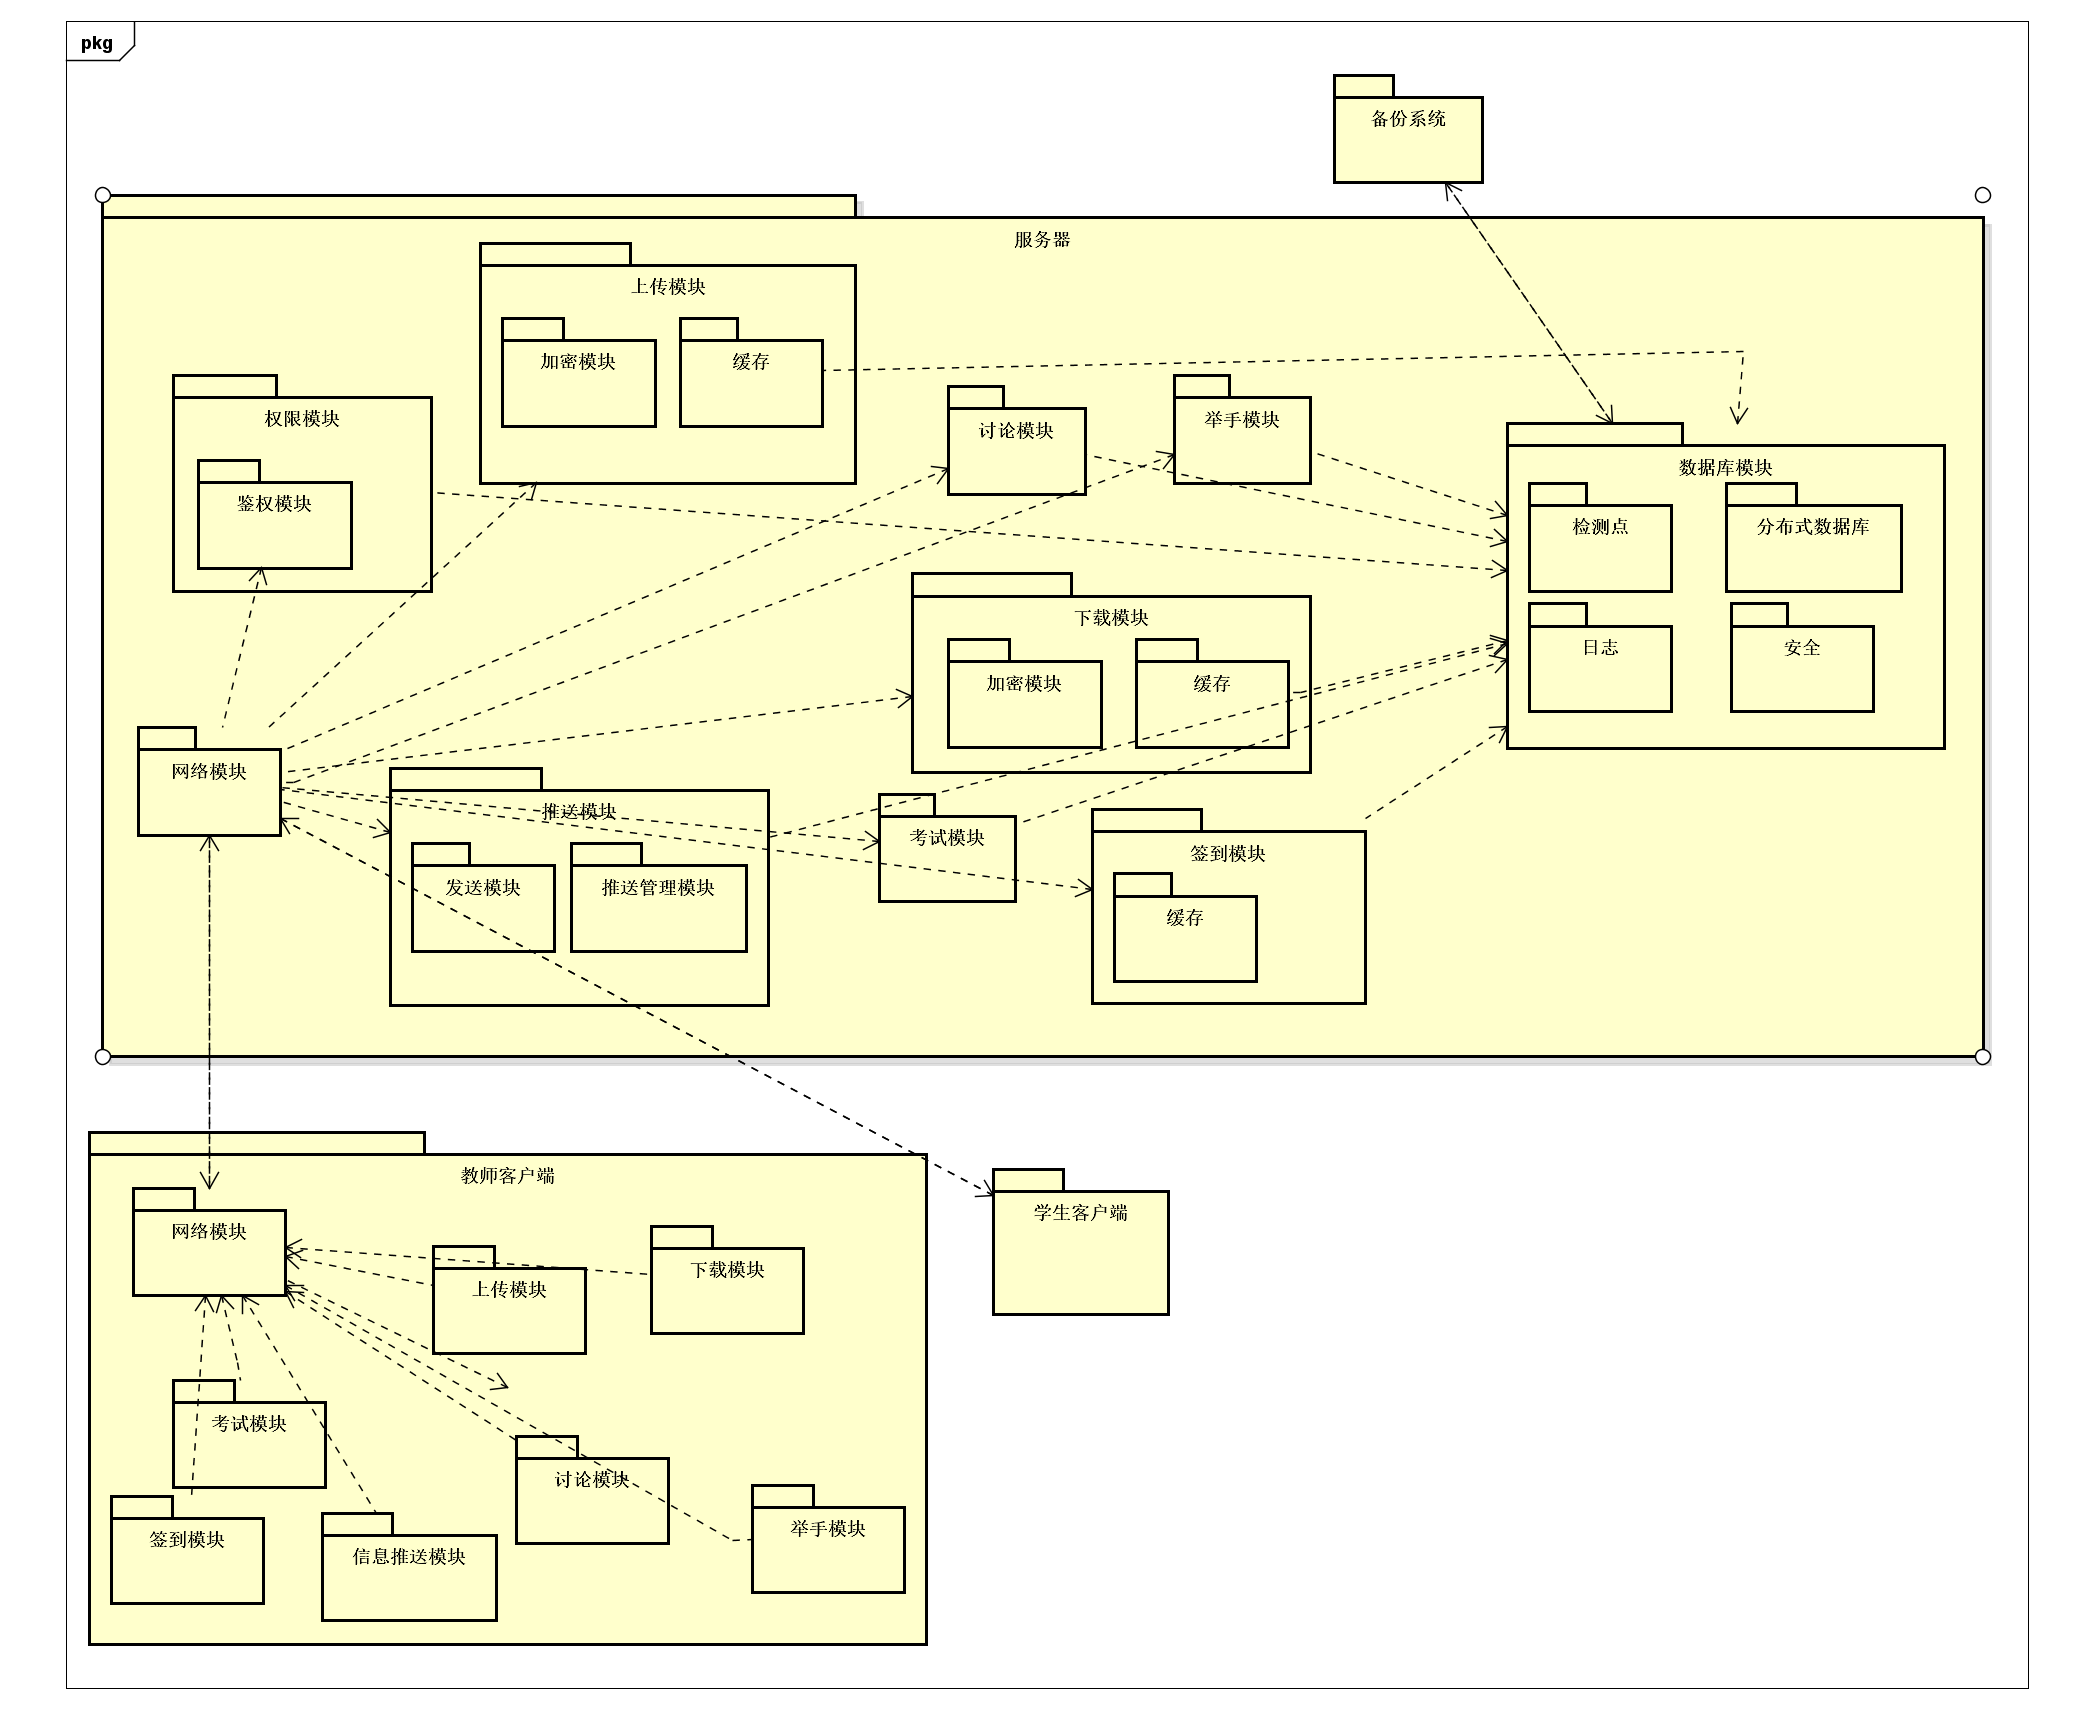 pkg
备份系统
服务器
上传模块
加密模块
缓存
权限模块
鉴权模块
讨论模块
举手模块
数据库模块
检测点
分布式数据库
日志
安全
下载模块
加密模块
缓存
网络模块
推送模块
发送模块
推送管理模块
考试模块
签到模块
缓存
教师客户端
网络模块
上传模块
下载模块
考试模块
签到模块
信息推送模块
讨论模块
举手模块
学生客户端